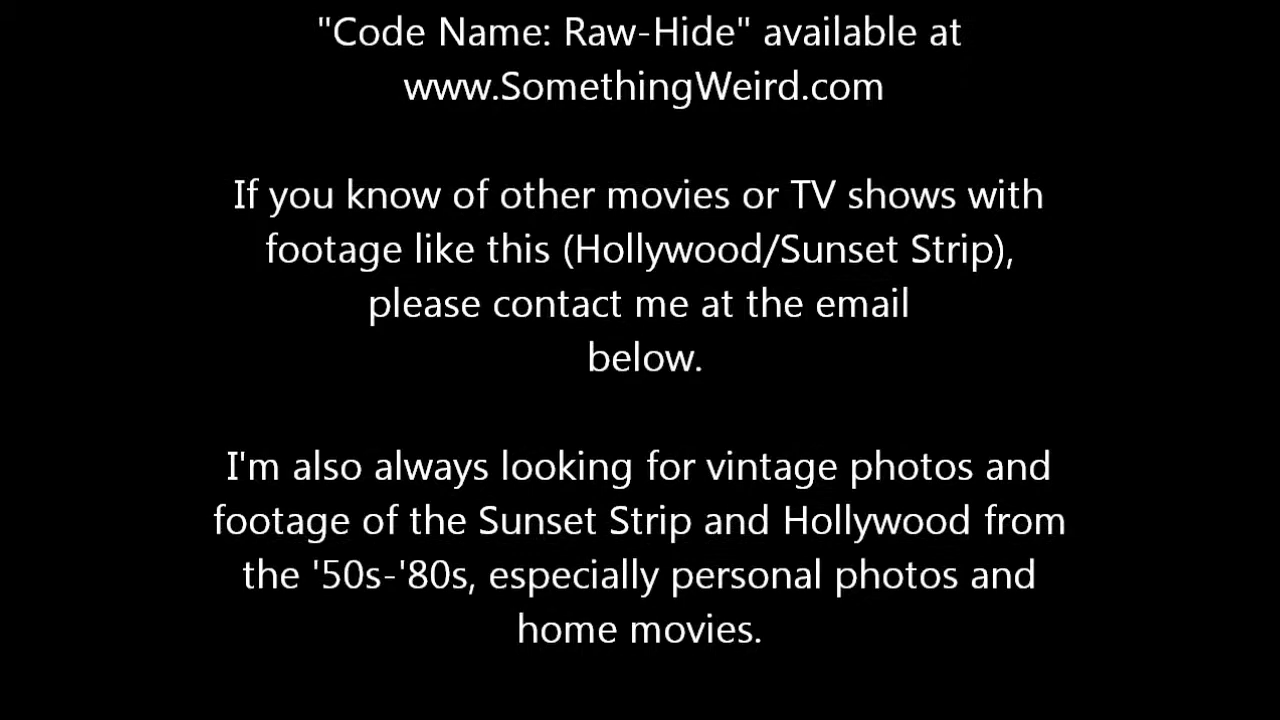 "Code Name: Raw-Hide" available at
www.SomethingWeird.com
If you know of other movies or TV shows with
footage like this (Hollywood/Sunset Strip),
please contact me at the email
below.
I'm also always looking for vintage photos and
footage of the Sunset Strip and Hollywood from
the '50s-'80s, especially personal photos and
home movies.